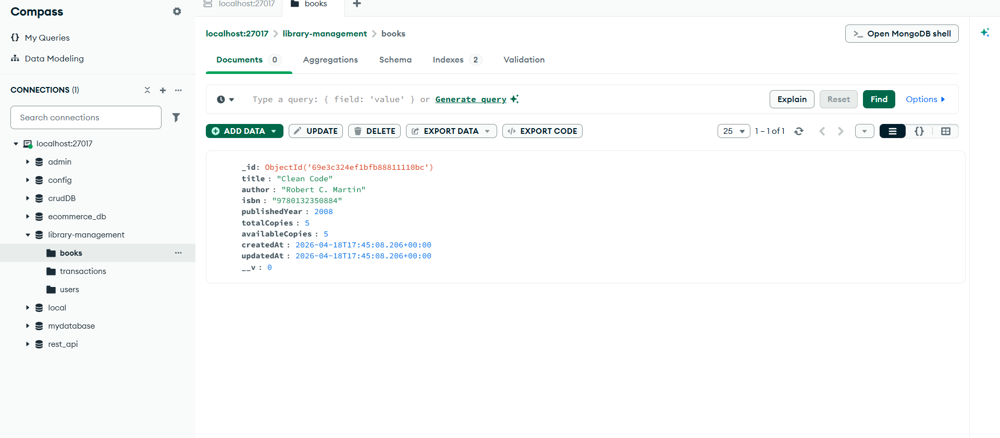 Compass
My Queries
Data Modeling
CONNECTIONS (1)
Search connections
localhost:27017
admin
config
crudDB
ecommerce_db
library-management
books
transactions
users
local
mydatabase
rest_api
localhost:27017
books
localhost:27017 > library-management > books
>_ Open MongoDB shell
Documents 0 Aggregations Schema Indexes 2 Validation
Type a query: { field: 'value' } or Generate query
Explain Reset Find Options
ADD DATA UPDATE DELETE EXPORT DATA </> EXPORT CODE
25 1 – 1 of 1 {}
_id: ObjectId('69e3c324ef1bfb88811110bc')
title : "Clean Code"
author : "Robert C. Martin"
isbn : "9780132350884"
publishedYear : 2008
totalCopies : 5
availableCopies : 5
createdAt : 2026-04-18T17:45:08.206+00:00
updatedAt : 2026-04-18T17:45:08.206+00:00
__v : 0